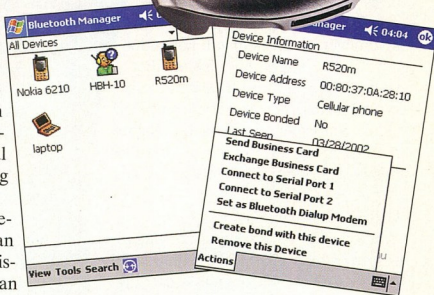 Bluetooth Manager
All Devices
Nokia 6210
HBH-10
R520m
laptop
View Tools Search
04:04 ok
Device Information
Device Name R520m
Device Address 00:80:37:0A:28:10
Device Type Cellular phone
Device Bonded No
Last Seen 03/28/2002
Send Business Card
Exchange Business Card
Connect to Serial Port 1
Connect to Serial Port 2
Set as Bluetooth Dialup Modem
Create bond with this device
Remove this Device
Actions